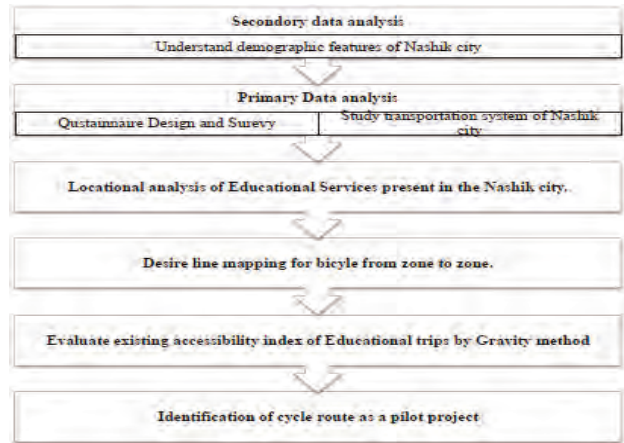 Secondory data analysis
Understand demographic features of Nashik city
Primary Data analysis
Qustainnaire Design and Surevy
Study transportation system of Nashik
city
Locational analysis of Educational Services present in the Nashik city.
Desire line mapping for bicyle from zone to zone.
Evaluate existing accessibility index of Educational trips by Gravity method
Identification of cycle route as a pilot project